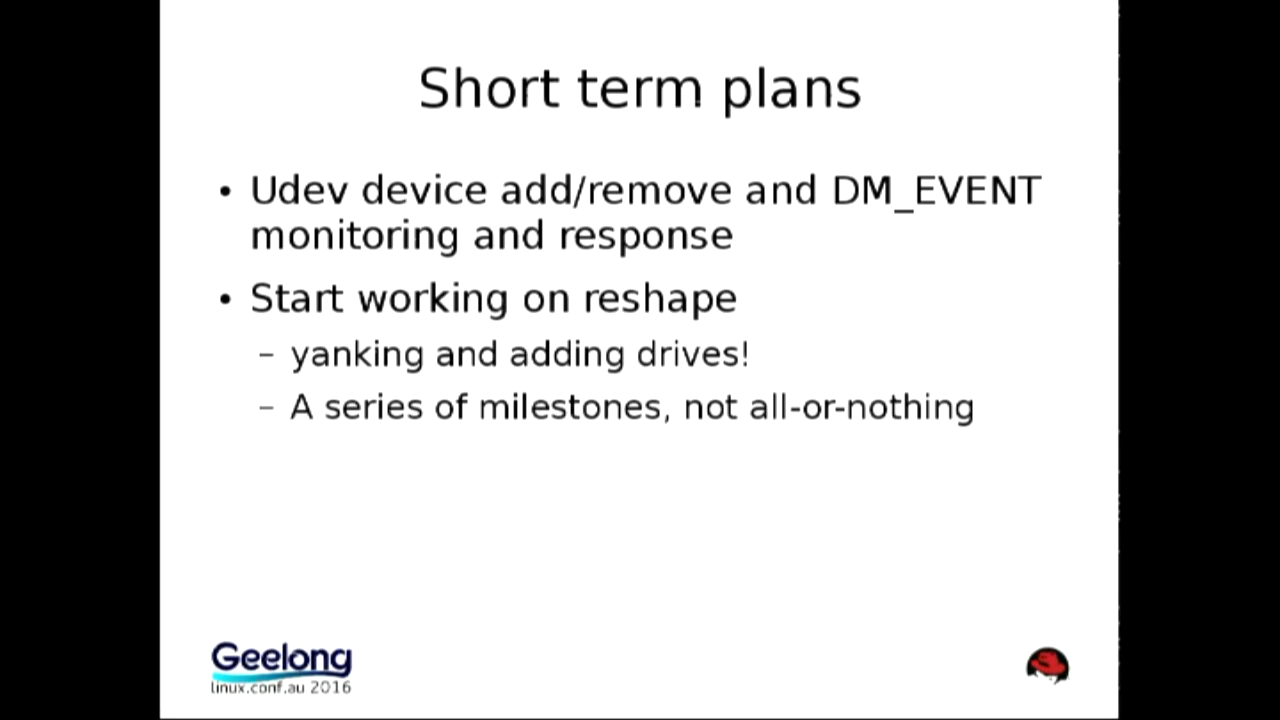 Short term plans
• Udev device add/remove and DM_EVENT
monitoring and response
• Start working on reshape
– yanking and adding drives!
– A series of milestones, not all-or-nothing
Geelong
linux.conf.au 2016